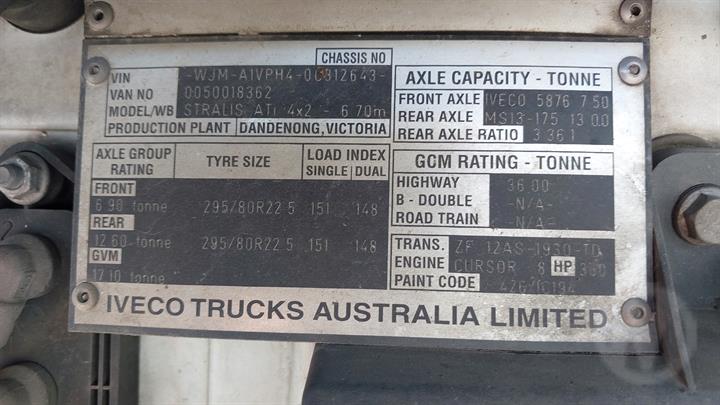 CHASSIS NO
VIN -WJM-A1VPH4-00312643-
VAN NO 0050018362
MODEL/WB STRALIS ATi 4x2 - 6.70m
PRODUCTION PLANT DANDENONG, VICTORIA
AXLE CAPACITY - TONNE
FRONT AXLE IVECO 5876 7.50
REAR AXLE MS13-175 13.00
REAR AXLE RATIO 3.36:1
AXLE GROUP RATING TYRE SIZE LOAD INDEX
SINGLE DUAL
FRONT
6.90 tonne 295/80R22.5 151 148
REAR
12.60 tonne 295/80R22.5 151 148
GVM
17.10 tonne
GCM RATING - TONNE
HIGHWAY 36.00
B - DOUBLE -N/A-
ROAD TRAIN -N/A-
TRANS. ZF 12AS-1930-TD
ENGINE CURSOR 8 HP
PAINT CODE
IVECO TRUCKS AUSTRALIA LIMITED